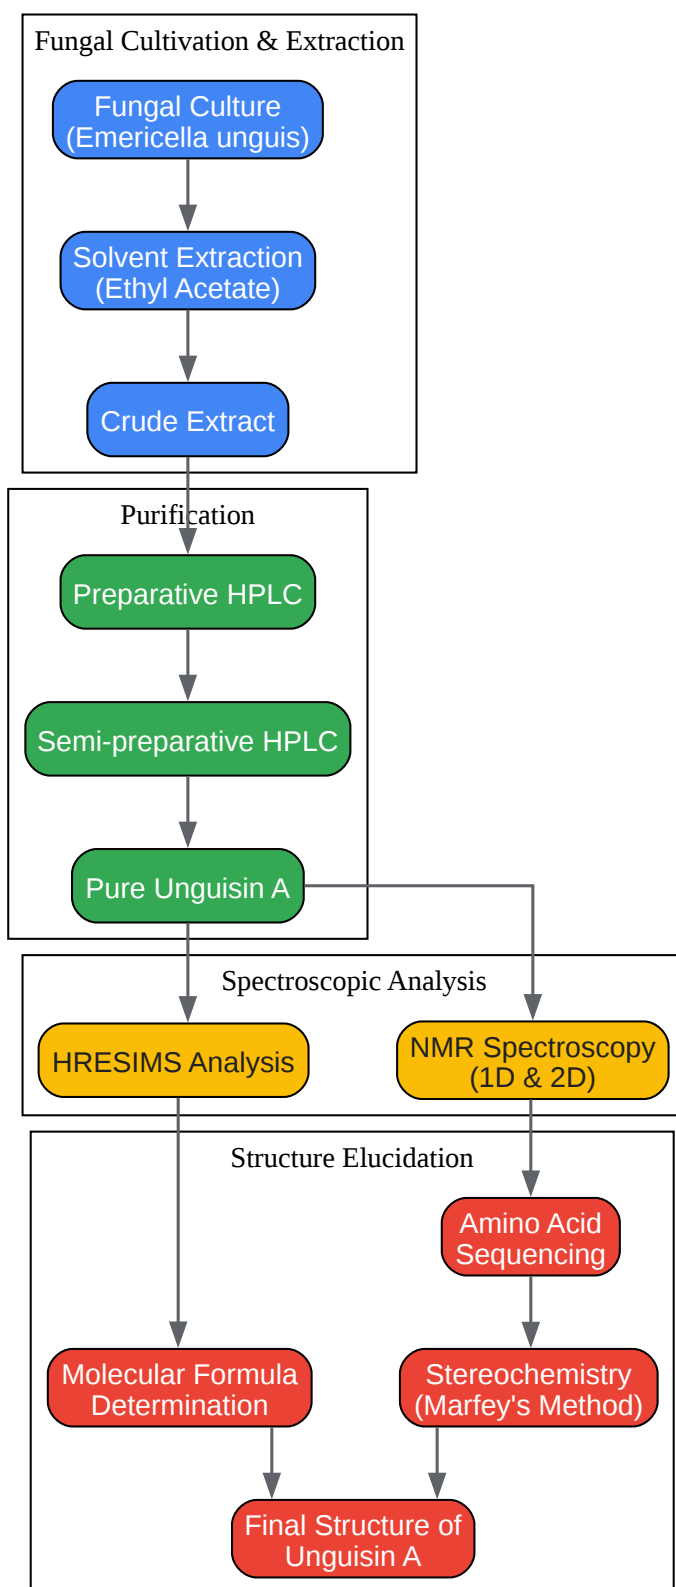 Fungal Cultivation & Extraction
Fungal Culture
(Emericella unguis)
Solvent Extraction
(Ethyl Acetate)
Crude Extract
Purification
Preparative HPLC
Semi-preparative HPLC
Pure Unguisin A
Spectroscopic Analysis
HRESIMS Analysis
NMR Spectroscopy
(1D & 2D)
Structure Elucidation
Amino Acid
Sequencing
Molecular Formula
Determination
Stereochemistry
(Marfey's Method)
Final Structure of
Unguisin A